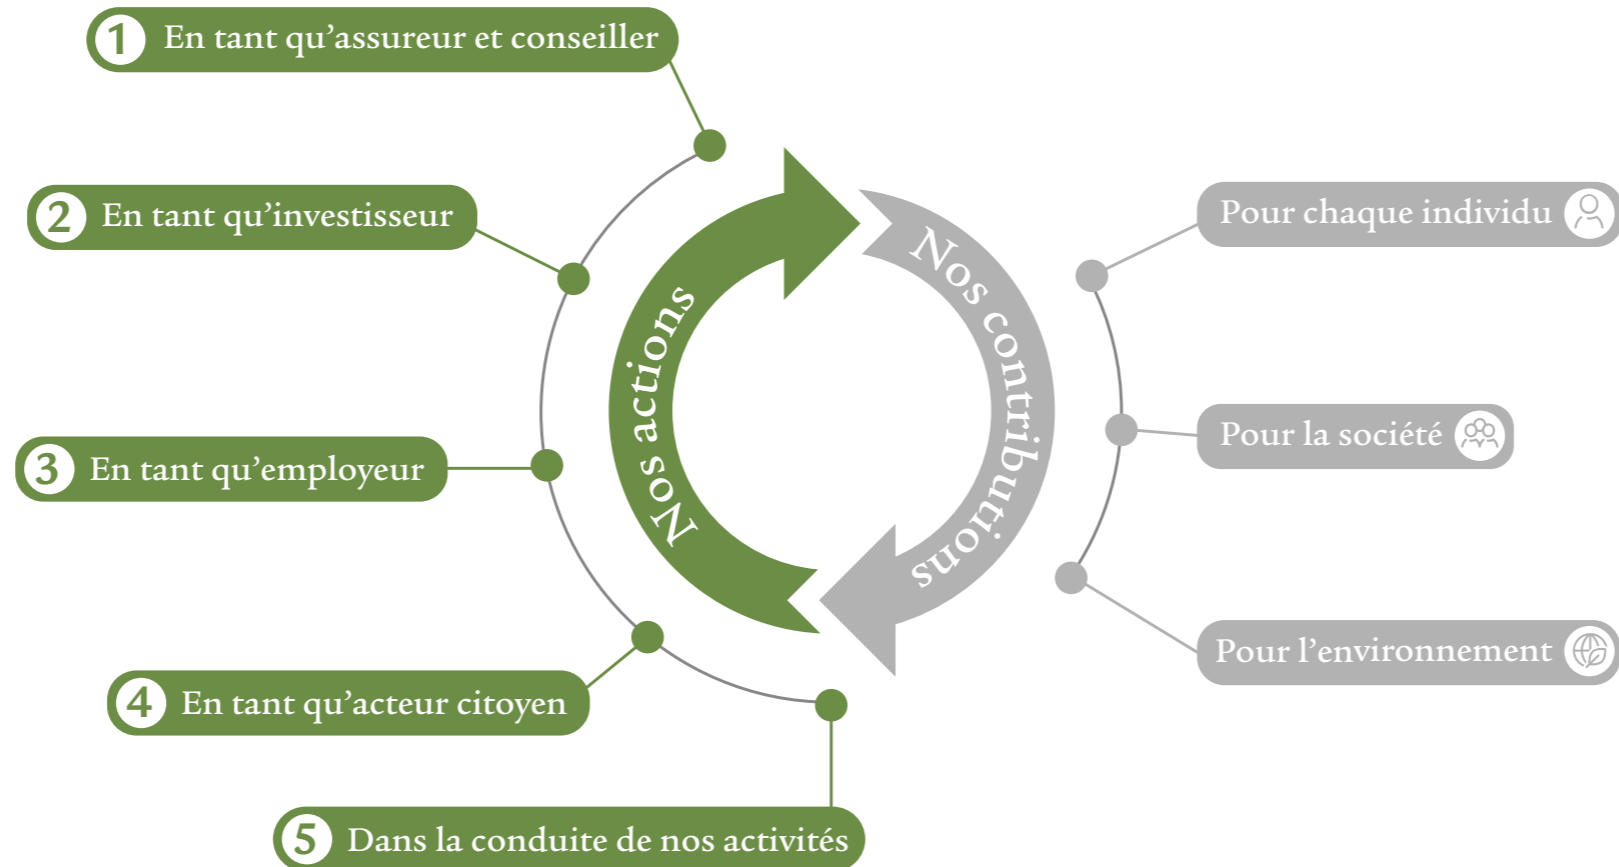 1 En tant qu’assureur et conseiller
2 En tant qu’investisseur
3 En tant qu’employeur
4 En tant qu’acteur citoyen
5 Dans la conduite de nos activités
Nos actions
Nos contributions
Pour chaque individu
Pour la société
Pour l’environnement